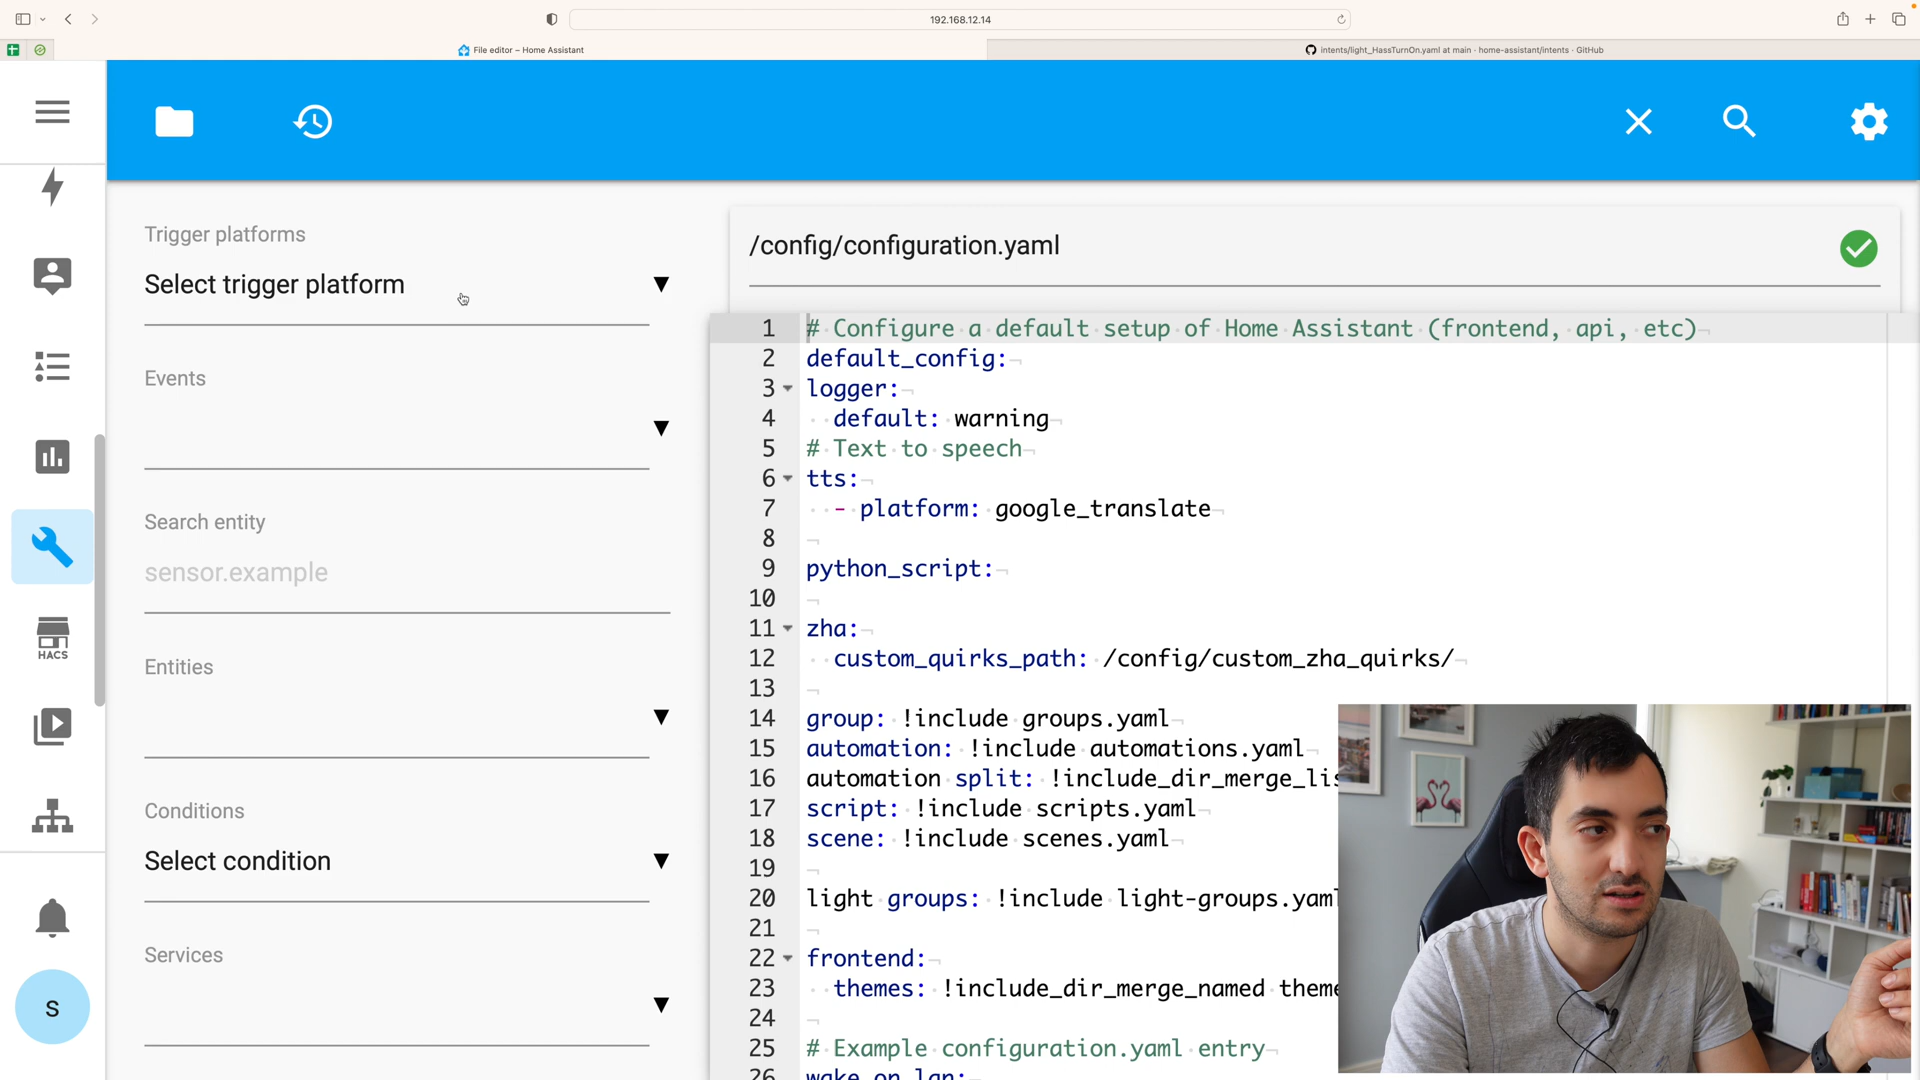 192.168.12.14
File editor – Home Assistant
intents/light_HassTurnOn.yaml at main · home-assistant/intents · GitHub
Trigger platforms
Select trigger platform
Events
Search entity
sensor.example
Entities
Conditions
Select condition
Services
HACS
S
/config/configuration.yaml
1 # Configure a default setup of Home Assistant (frontend, api, etc)
2 default_config:
3 logger:
4 default: warning
5 # Text to speech
6 tts:
7 - platform: google_translate
8
9 python_script:
10
11 zha:
12 custom_quirks_path: /config/custom_zha_quirks/
13
14 group: !include groups.yaml
15 automation: !include automations.yaml
16 automation split: !include_dir_merge_lis
17 script: !include scripts.yaml
18 scene: !include scenes.yaml
19
20 light groups: !include light-groups.yaml
21
22 frontend:
23 themes: !include_dir_merge_named theme
24
25 # Example configuration.yaml entry
26 wake_on_lan: